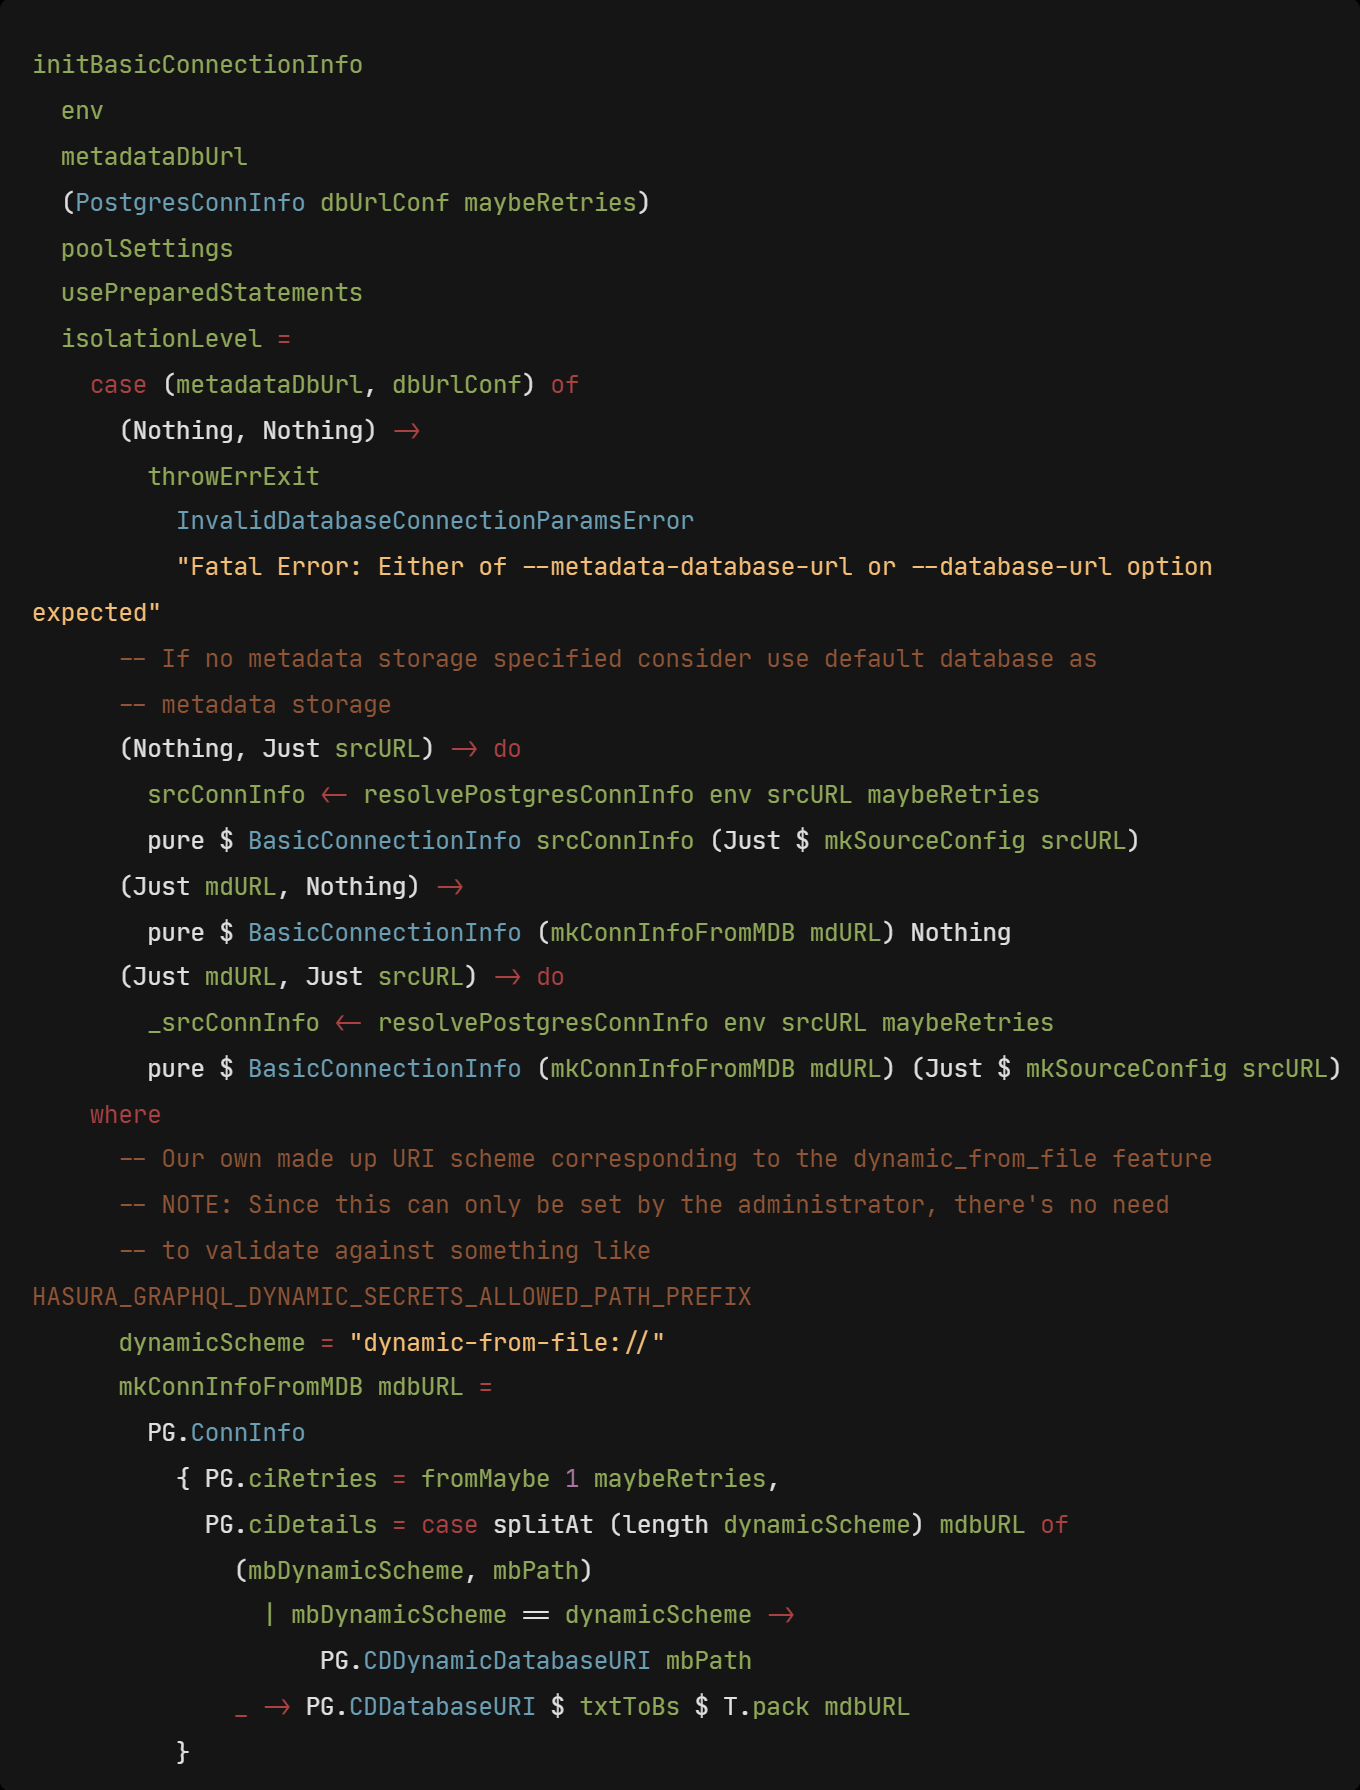 initBasicConnectionInfo
  env
  metadataDbUrl
  (PostgresConnInfo dbUrlConf maybeRetries)
  poolSettings
  usePreparedStatements
  isolationLevel =
    case (metadataDbUrl, dbUrlConf) of
      (Nothing, Nothing) ->
        throwErrExit
          InvalidDatabaseConnectionParamsError
          "Fatal Error: Either of --metadata-database-url or --database-url option
expected"
      -- If no metadata storage specified consider use default database as
      -- metadata storage
      (Nothing, Just srcURL) -> do
        srcConnInfo <- resolvePostgresConnInfo env srcURL maybeRetries
        pure $ BasicConnectionInfo srcConnInfo (Just $ mkSourceConfig srcURL)
      (Just mdURL, Nothing) ->
        pure $ BasicConnectionInfo (mkConnInfoFromMDB mdURL) Nothing
      (Just mdURL, Just srcURL) -> do
        _srcConnInfo <- resolvePostgresConnInfo env srcURL maybeRetries
        pure $ BasicConnectionInfo (mkConnInfoFromMDB mdURL) (Just $ mkSourceConfig srcURL)
    where
      -- Our own made up URI scheme corresponding to the dynamic_from_file feature
      -- NOTE: Since this can only be set by the administrator, there's no need
      -- to validate against something like
HASURA_GRAPHQL_DYNAMIC_SECRETS_ALLOWED_PATH_PREFIX
      dynamicScheme = "dynamic-from-file://"
      mkConnInfoFromMDB mdbURL =
        PG.ConnInfo
          { PG.ciRetries = fromMaybe 1 maybeRetries,
            PG.ciDetails = case splitAt (length dynamicScheme) mdbURL of
              (mbDynamicScheme, mbPath)
                | mbDynamicScheme == dynamicScheme ->
                    PG.CDDynamicDatabaseURI mbPath
              _ -> PG.CDDatabaseURI $ txtToBs $ T.pack mdbURL
          }